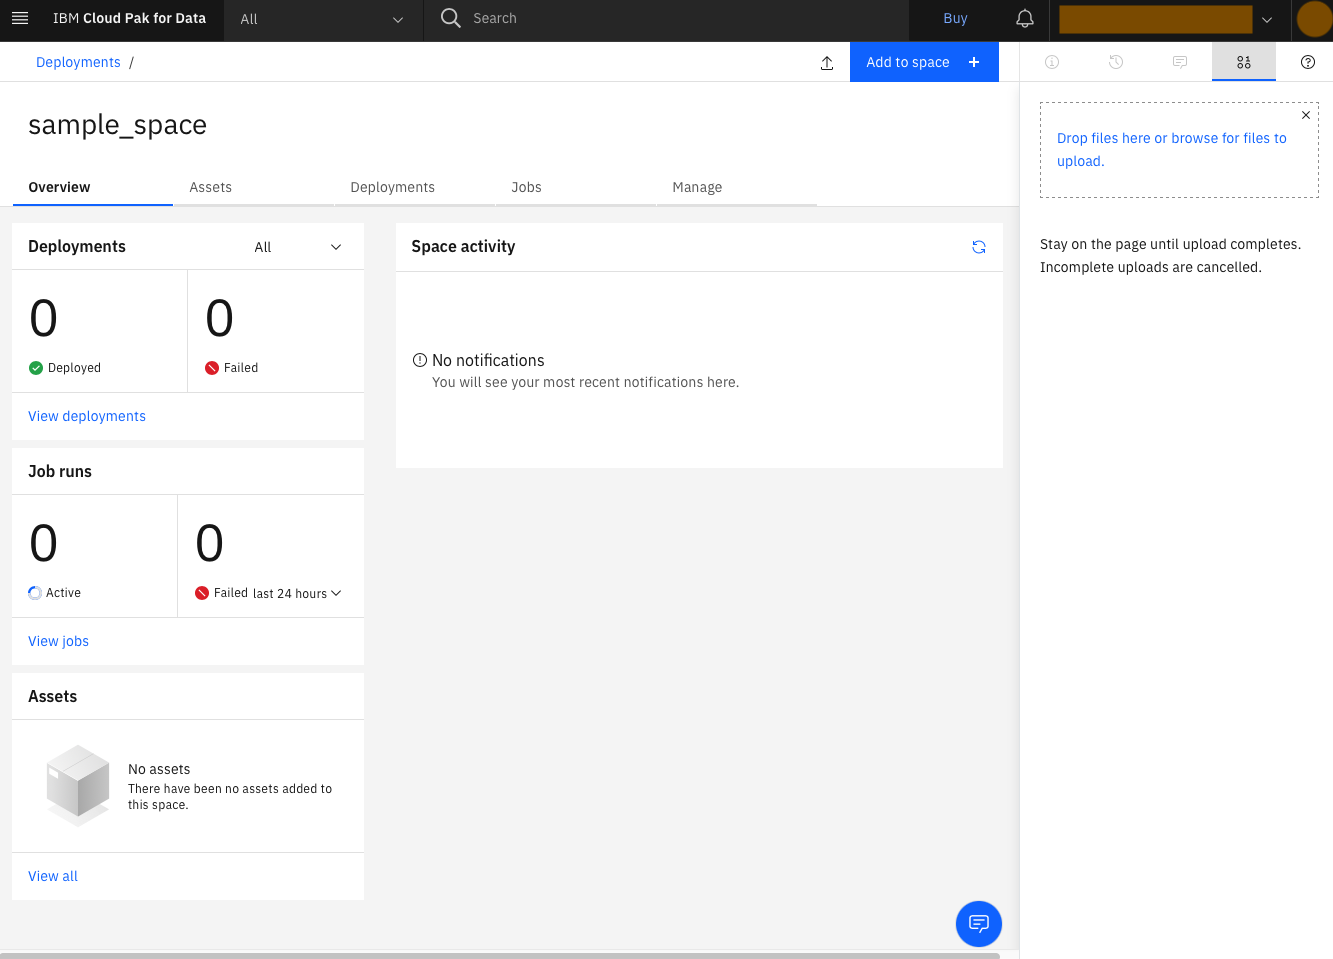 IBM Cloud Pak for Data
All
Search
Buy
Deployments /
Add to space +
sample_space
Overview
Assets
Deployments
Jobs
Manage
Deployments
All
0
0
Deployed
Failed
View deployments
Job runs
0
0
Active
Failed last 24 hours
View jobs
Assets
No assets
There have been no assets added to
this space.
View all
Space activity
No notifications
You will see your most recent notifications here.
Drop files here or browse for files to
upload.
Stay on the page until upload completes.
Incomplete uploads are cancelled.